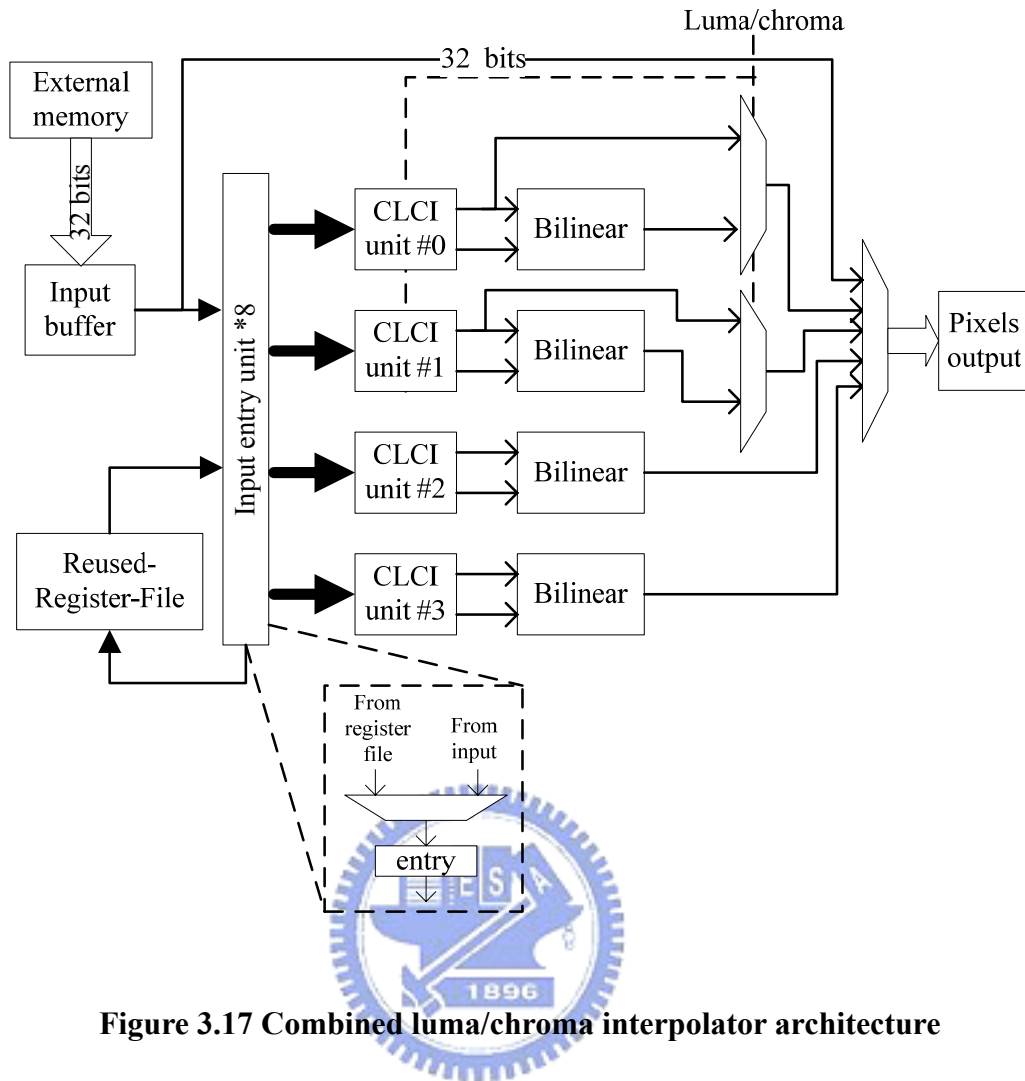 Luma/chroma
32 bits
External
memory
32 bits
Input
buffer
Input entry unit *8
CLCI
unit #0
Bilinear
CLCI
unit #1
Bilinear
Pixels
output
CLCI
unit #2
Bilinear
Reused-
Register-File
CLCI
unit #3
Bilinear
From
register
file
From
input
entry
E S A
1896
Figure 3.17 Combined luma/chroma interpolator architecture